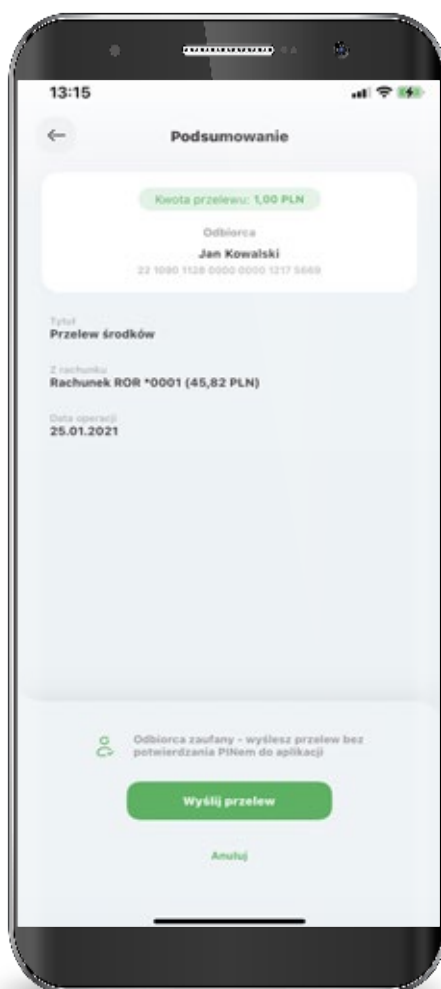 13:15
Podsumowanie
Kwota przelewu: 1,00 PLN
Odbiorca
Jan Kowalski
22 1080 1128 0000 0000 1217 5669
Tytuł
Przelew środków
Z rachunku
Rachunek ROR *0001 (45,82 PLN)
Data operacji
25.01.2021
Odbiorca zaufany - wyślesz przelew bez
potwierdzania PINem do aplikacji
Wyślij przelew
Anuluj